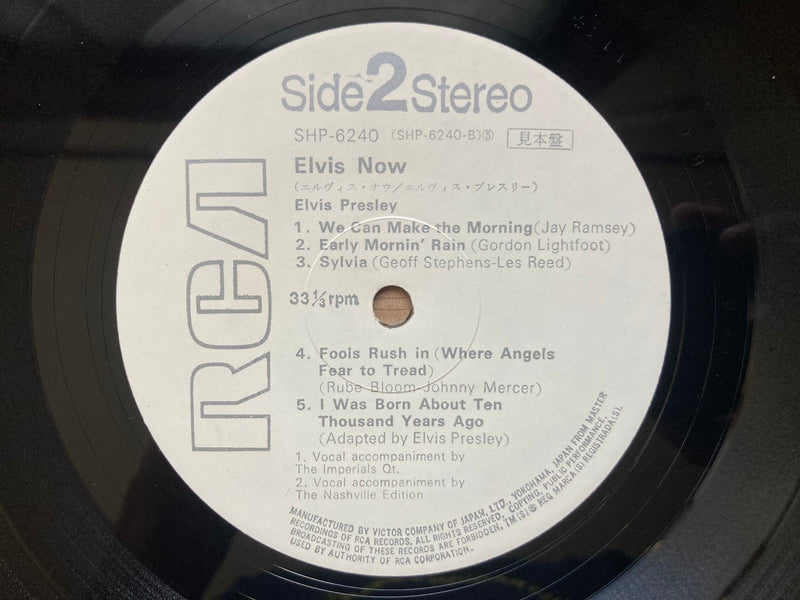 Side 2 Stereo
SHP-6240 (SHP-6240-B)⑤ 見本盤
Elvis Now
(エルヴィス・ナウ/エルヴィス・プレスリー)
Elvis Presley
1. We Can Make the Morning (Jay Ramsey)
2. Early Mornin' Rain (Gordon Lightfoot)
3. Sylvia (Geoff Stephens-Les Reed)
33⅓ rpm
4. Fools Rush in (Where Angels
Fear to Tread)
(Rube Bloom-Johnny Mercer)
5. I Was Born About Ten
Thousand Years Ago
(Adapted by Elvis Presley)
1. Vocal accompaniment by
The Imperials Qt.
2. Vocal accompaniment by
The Nashville Edition
RCA
MANUFACTURED BY VICTOR COMPANY OF JAPAN, LTD., YOKOHAMA, JAPAN FROM MASTER
RECORDINGS OF RCA RECORDS. ALL RIGHTS RESERVED. COPYING, PUBLIC PERFORMANCE,
BROADCASTING OF THESE RECORDS ARE FORBIDDEN. TM(S)® REG MARCA(S) REGISTRADA(S).
USED BY AUTHORITY OF RCA CORPORATION.